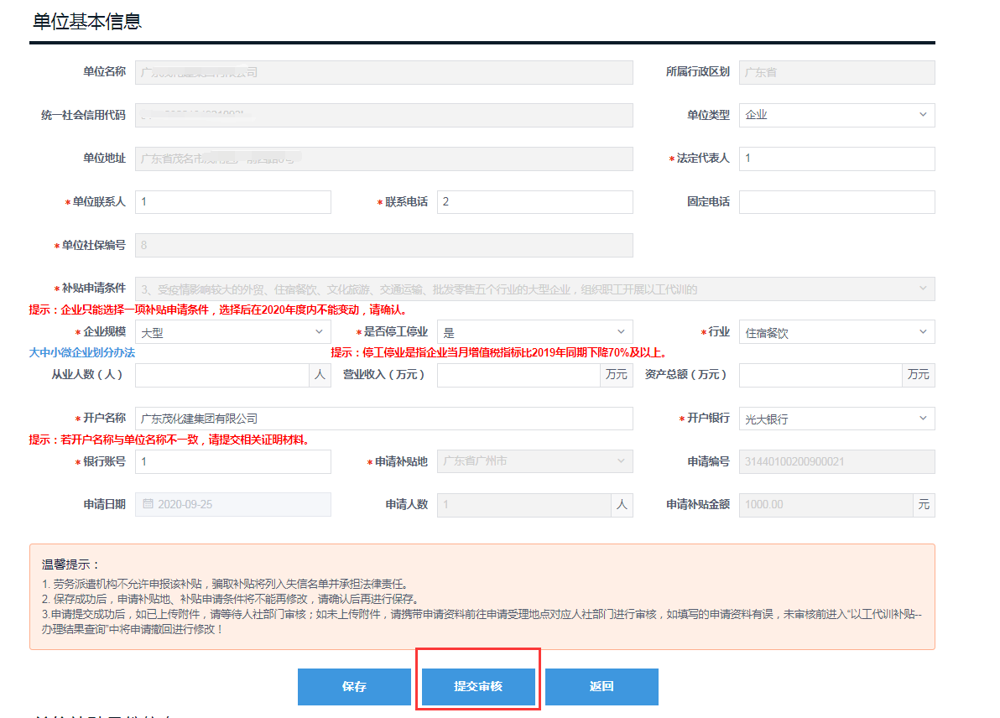 单位基本信息
单位名称 所属行政区划 广东省
统一社会信用代码 单位类型 企业
单位地址 广东省茂名市 *法定代表人 1
*单位联系人 1 *联系电话 2 固定电话
*单位社保编号 8
*补贴申请条件 3、受疫情影响较大的外贸、住宿餐饮、文化旅游、交通运输、批发零售五个行业的大型企业，组织职工开展以工代训的
提示：企业只能选择一项补贴申请条件，选择后在2020年度内不能变动，请确认。
*企业规模 大型 *是否停工停业 是 *行业 住宿餐饮
大中小微企业划分办法 提示：停工停业是指企业当月增值税指标比2019年同期下降70%及以上。
从业人数（人） 人 营业收入（万元） 万元 资产总额（万元） 万元
*开户名称 广东茂化建集团有限公司 *开户银行 光大银行
提示：若开户名称与单位名称不一致，请提交相关证明材料。
*银行账号 1 *申请补贴地 广东省广州市 申请编号 31440100200900021
申请日期 2020-09-25 申请人数 1 人 申请补贴金额 1000.00 元
温馨提示：
1. 劳务派遣机构不允许申报该补贴，骗取补贴将列入失信名单并承担法律责任。
2. 保存成功后，申请补贴地、补贴申请条件将不能再修改，请确认后再进行保存。
3.申请提交成功后，如已上传附件，请等待人社部门审核；如未上传附件，请携带申请资料前往申请受理地点对应人社部门进行审核，如填写的申请资料有误，未审核前进入“以工代训补贴--
办理结果查询”中将申请撤回进行修改！
保存 提交审核 返回